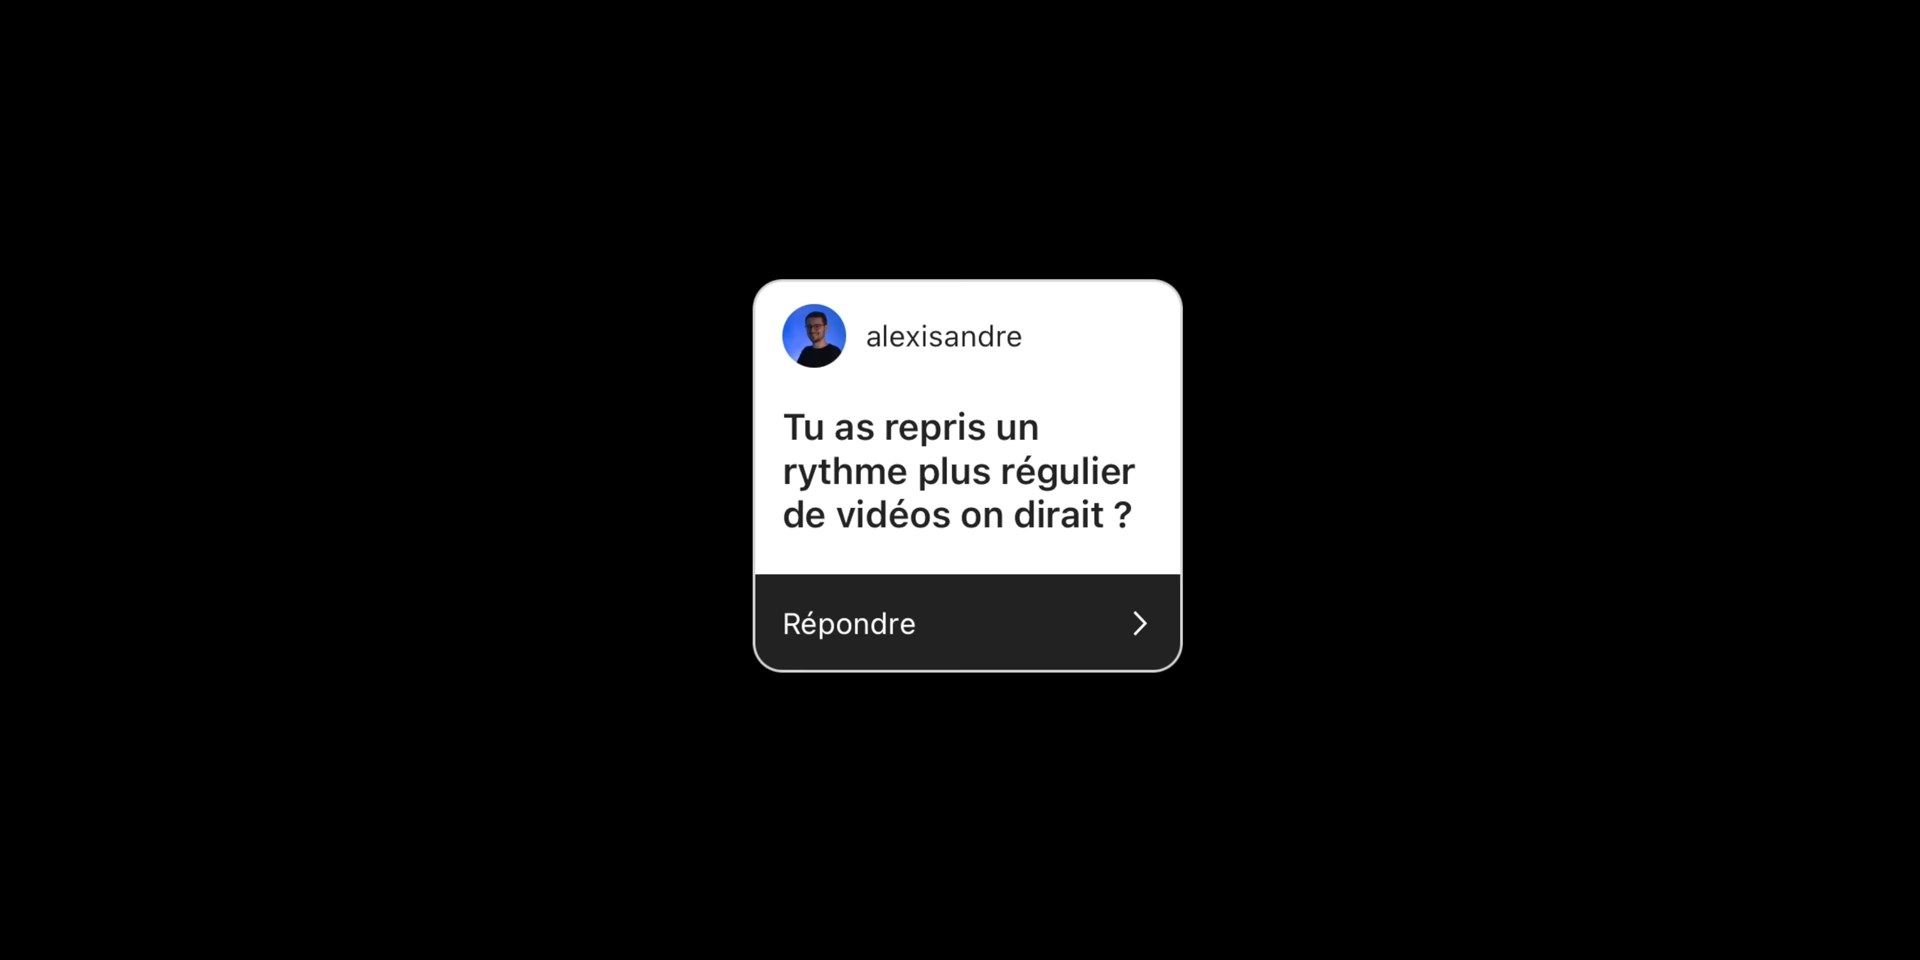 alexisandre
Tu as repris un
rythme plus régulier
de vidéos on dirait ?
Répondre